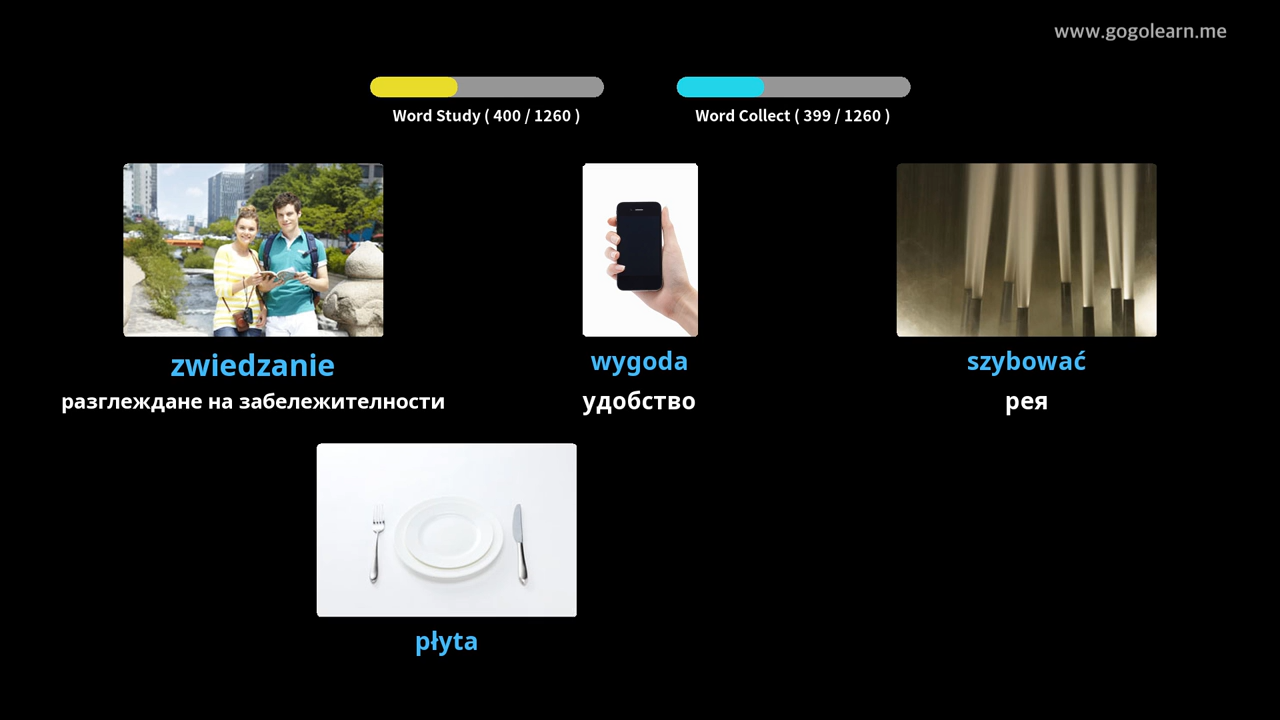 www.gogolearn.me
Word Study ( 400 / 1260 )
Word Collect ( 399 / 1260 )
zwiedzanie
разглеждане на забележителности
wygoda
удобство
szybować
рея
płyta